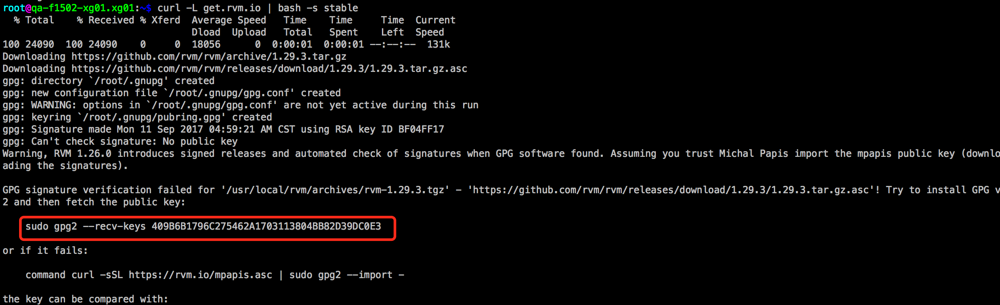 root@qa-f1502-xg01.xg01:~$ curl -L get.rvm.io | bash -s stable
  % Total    % Received % Xferd  Average Speed   Time    Time     Time  Current
                                 Dload  Upload   Total   Spent    Left  Speed
100 24090  100 24090    0     0  18056      0  0:00:01  0:00:01 --:--:--  131k
Downloading https://github.com/rvm/rvm/archive/1.29.3.tar.gz
Downloading https://github.com/rvm/rvm/releases/download/1.29.3/1.29.3.tar.gz.asc
gpg: directory `/root/.gnupg' created
gpg: new configuration file `/root/.gnupg/gpg.conf' created
gpg: WARNING: options in `/root/.gnupg/gpg.conf' are not yet active during this run
gpg: keyring `/root/.gnupg/pubring.gpg' created
gpg: Signature made Mon 11 Sep 2017 04:59:21 AM CST using RSA key ID BF04FF17
gpg: Can't check signature: No public key
Warning, RVM 1.26.0 introduces signed releases and automated check of signatures when GPG software found. Assuming you trust Michal Papis import the mpapis public key (downlo
ading the signatures).

GPG signature verification failed for '/usr/local/rvm/archives/rvm-1.29.3.tgz' - 'https://github.com/rvm/rvm/releases/download/1.29.3/1.29.3.tar.gz.asc'! Try to install GPG v
2 and then fetch the public key:

    sudo gpg2 --recv-keys 409B6B1796C275462A1703113804BB82D39DC0E3

or if it fails:

    command curl -sSL https://rvm.io/mpapis.asc | sudo gpg2 --import -

the key can be compared with: